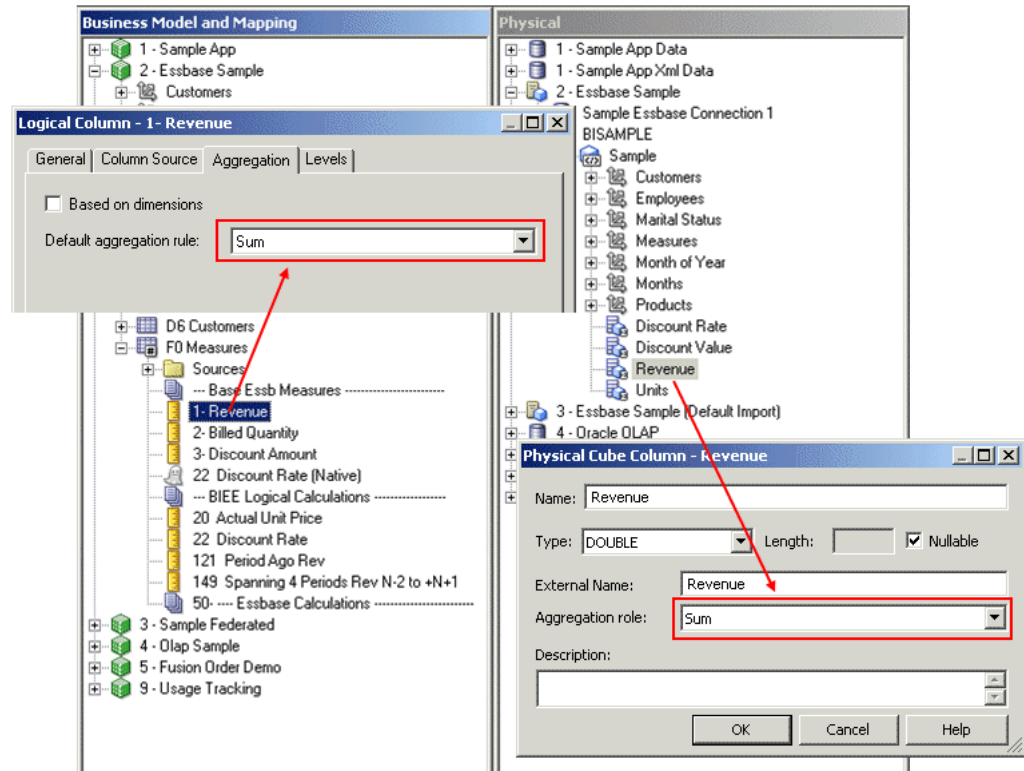 Business Model and Mapping
1 - Sample App
2 - Essbase Sample
Customers
Logical Column - 1- Revenue
General
Column Source
Aggregation
Levels
Based on dimensions
Default aggregation rule:
Sum
D6 Customers
F0 Measures
Sources
--- Base Essb Measures -----------------------
1- Revenue
2- Billed Quantity
3- Discount Amount
22 Discount Rate (Native)
--- BIEE Logical Calculations -----------------
20 Actual Unit Price
22 Discount Rate
121 Period Ago Rev
149 Spanning 4 Periods Rev N-2 to +N+1
50- ---- Essbase Calculations -----------------------
3 - Sample Federated
4 - Olap Sample
5 - Fusion Order Demo
9 - Usage Tracking
Physical
1 - Sample App Data
1 - Sample App Xml Data
2 - Essbase Sample
Sample Essbase Connection 1
BISAMPLE
Sample
Customers
Employees
Marital Status
Measures
Month of Year
Months
Products
Discount Rate
Discount Value
Revenue
Units
3 - Essbase Sample (Default Import)
4 - Oracle OLAP
Physical Cube Column - Revenue
Name: Revenue
Type: DOUBLE Length: Nullable
External Name: Revenue
Aggregation role: Sum
Description:
OK Cancel Help